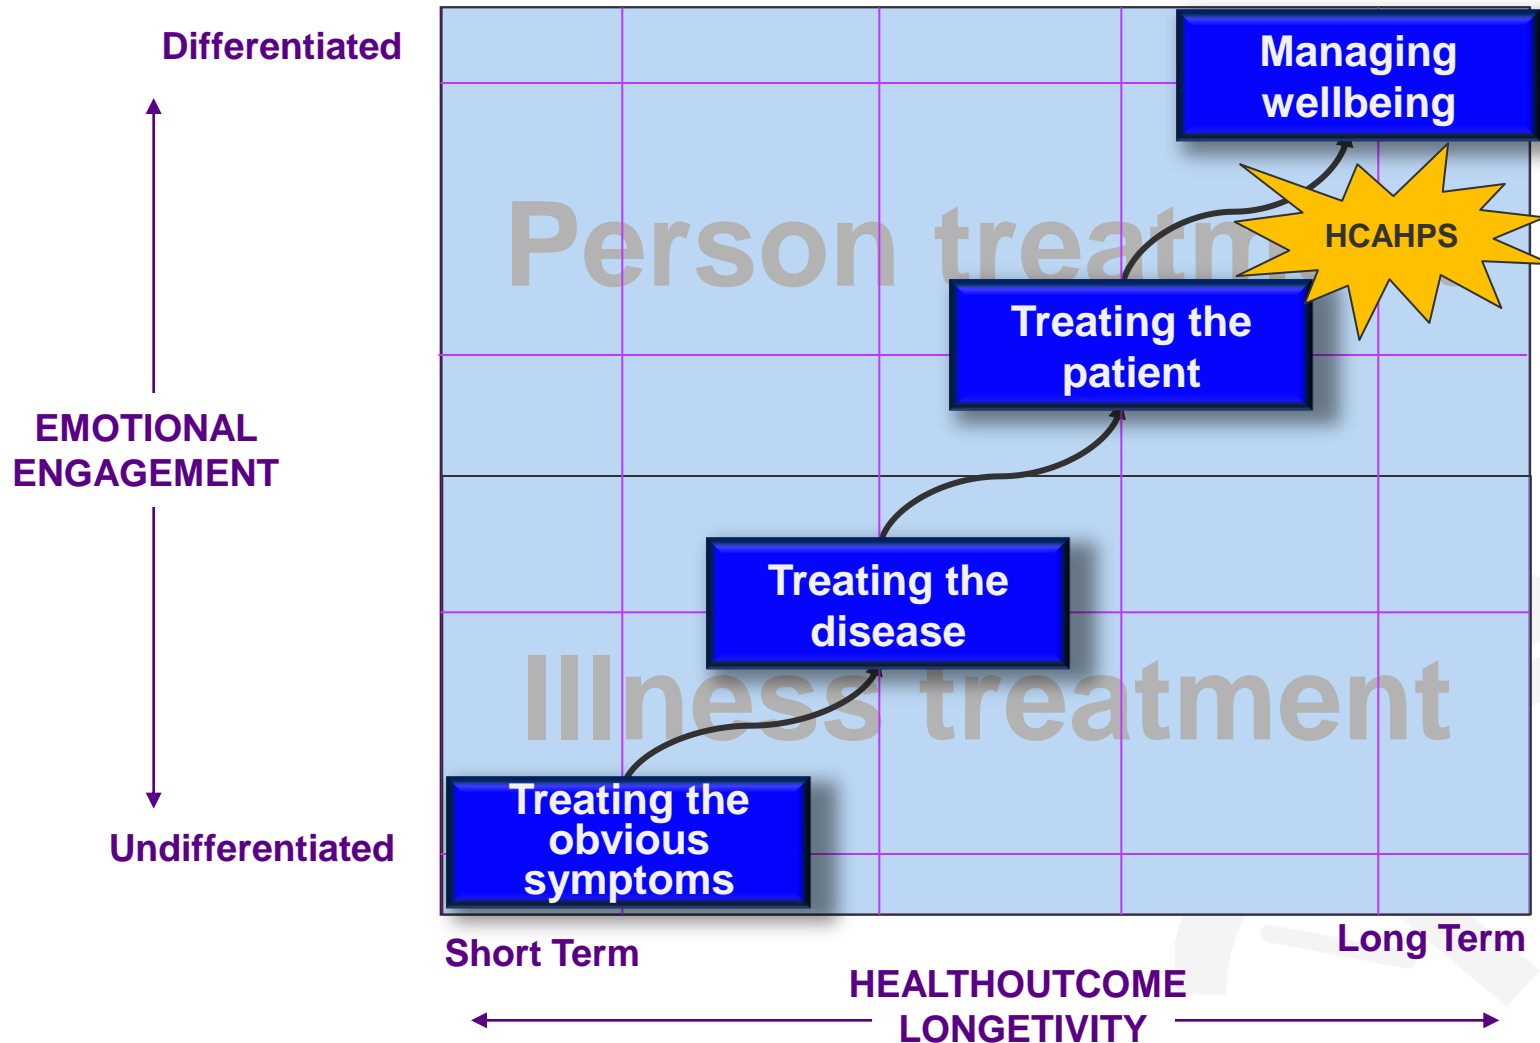 Differentiated
Managing
wellbeing
Person treatm
HCAHPS
Treating the
patient
EMOTIONAL
ENGAGEMENT
Treating the
disease
Illness treatment
Treating the
obvious
symptoms
Undifferentiated
Short Term
Long Term
HEALTHOUTCOME
LONGETIVITY